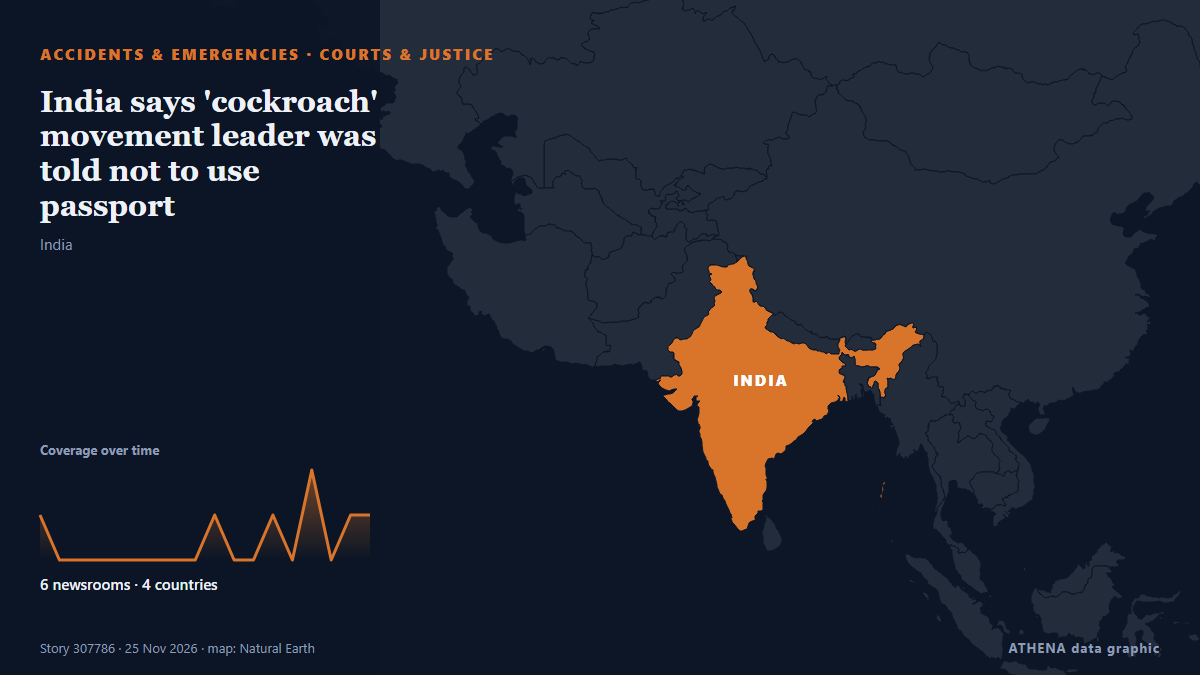 ACCIDENTS & EMERGENCIES · COURTS & JUSTICE
India says 'cockroach'
movement leader was
told not to use
passport
India
INDIA
Coverage over time
6 newsrooms · 4 countries
Story 307786 · 25 Nov 2026 · map: Natural Earth
ATHENA data graphic